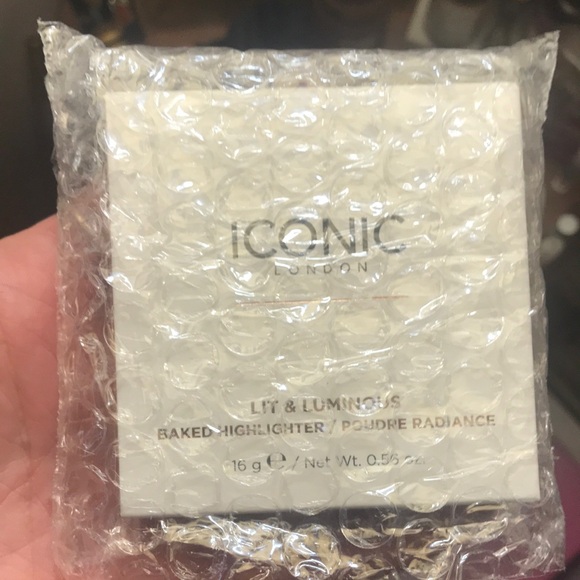 ICONIC
LONDON
LIT & LUMINOUS
BAKED HIGHLIGHTER / POUDRE RADIANCE
16 g ℮ / Net Wt. 0.56 oz.